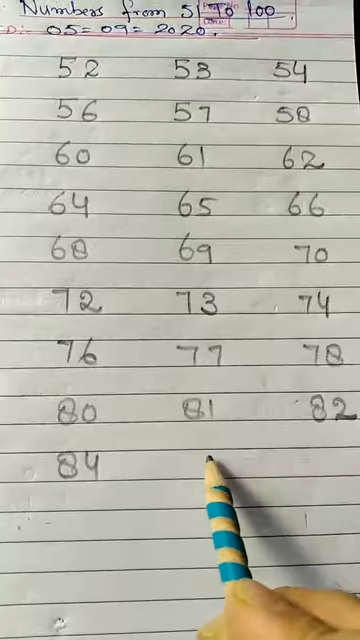 Numbers from 51 To 100.
D:- 05=09=2020.
52 53 54
56 57 58
60 61 62
64 65 66
68 69 70
72 73 74
76 77 78
80 81 82
84